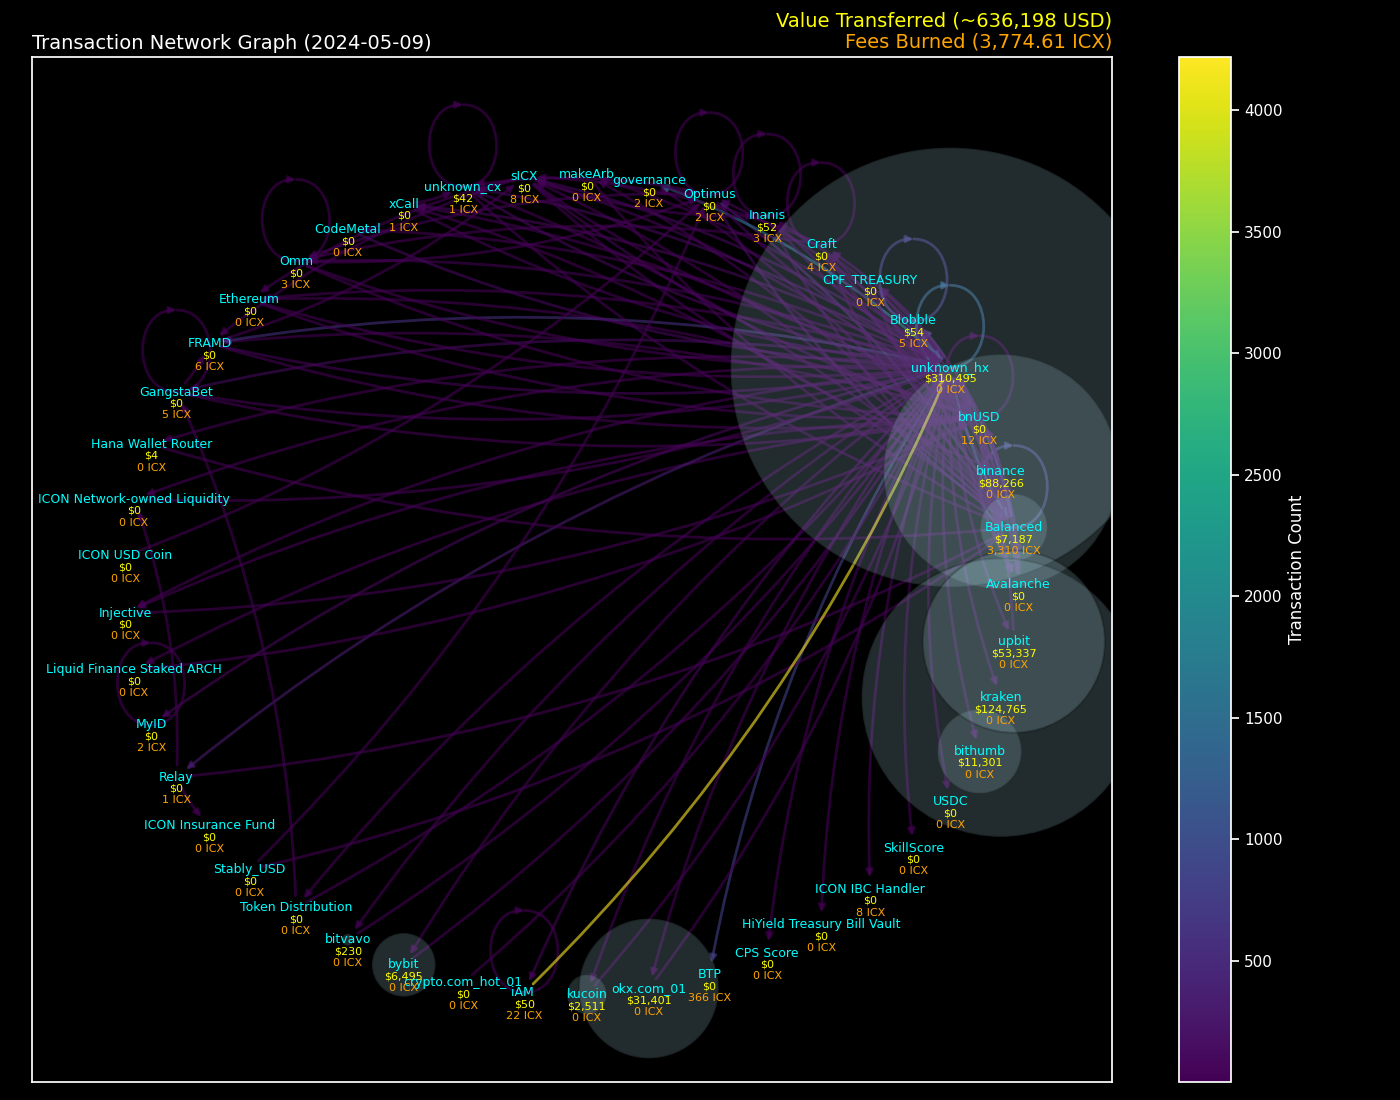 Value Transferred (~636,198 USD)
Transaction Network Graph (2024-05-09)
Fees Burned (3,774.61 ICX)
sICX
$0
8 ICX
makeArb
$0
0 ICX
governance
$0
2 ICX
unknown_cx
$42
1 ICX
Optimus
$0
2 ICX
xCall
$0
1 ICX
Inanis
$52
3 ICX
CodeMetal
$0
0 ICX
Craft
$0
4 ICX
Omm
$0
3 ICX
CPF_TREASURY
$0
0 ICX
Ethereum
$0
0 ICX
Blobble
$54
5 ICX
FRAMD
$0
6 ICX
unknown_hx
$310,495
0 ICX
GangstaBet
$0
5 ICX
bnUSD
$0
12 ICX
Hana Wallet Router
$4
0 ICX
binance
$88,266
0 ICX
ICON Network-owned Liquidity
$0
0 ICX
Balanced
$7,187
3,310 ICX
ICON USD Coin
$0
0 ICX
Avalanche
$0
0 ICX
Injective
$0
0 ICX
upbit
$53,337
0 ICX
Liquid Finance Staked ARCH
$0
0 ICX
kraken
$124,765
0 ICX
MyID
$0
2 ICX
bithumb
$11,301
0 ICX
Relay
$0
1 ICX
USDC
$0
0 ICX
ICON Insurance Fund
$0
0 ICX
SkillScore
$0
0 ICX
Stably_USD
$0
0 ICX
ICON IBC Handler
$0
8 ICX
Token Distribution
$0
0 ICX
HiYield Treasury Bill Vault
$0
0 ICX
bitvavo
$230
0 ICX
CPS Score
$0
0 ICX
bybit
$6,495
0 ICX
BTP
$0
366 ICX
crypto.com_hot_01
$0
0 ICX
okx.com_01
$31,401
0 ICX
iAM
$50
22 ICX
kucoin
$2,511
0 ICX
4000
3500
3000
2500
2000
1500
1000
500
Transaction Count